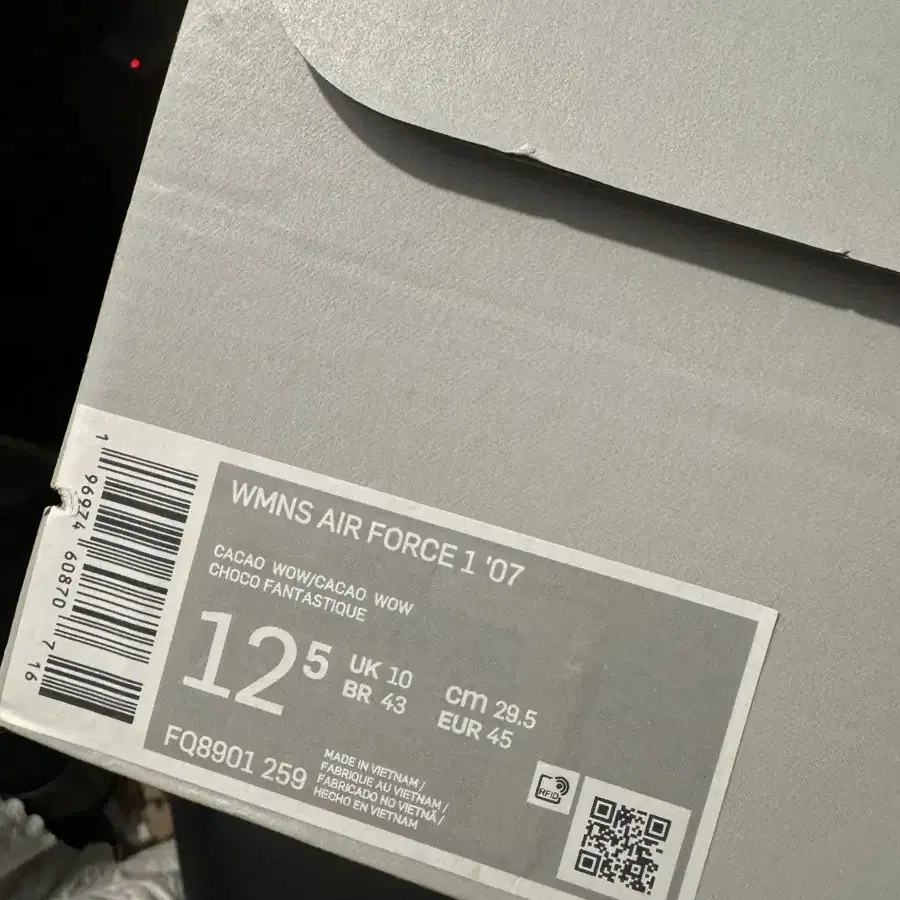 1 96974 60870 7 16
WMNS AIR FORCE 1 '07
CACAO WOW/CACAO WOW
CHOCO FANTASTIQUE
12 5
UK 10
BR 43
cm 29.5
EUR 45
FQ8901 259
MADE IN VIETNAM /
FABRIQUE AU VIETNAM /
FABRICADO NO VIETNÃ /
HECHO EN VIETNAM
RFID